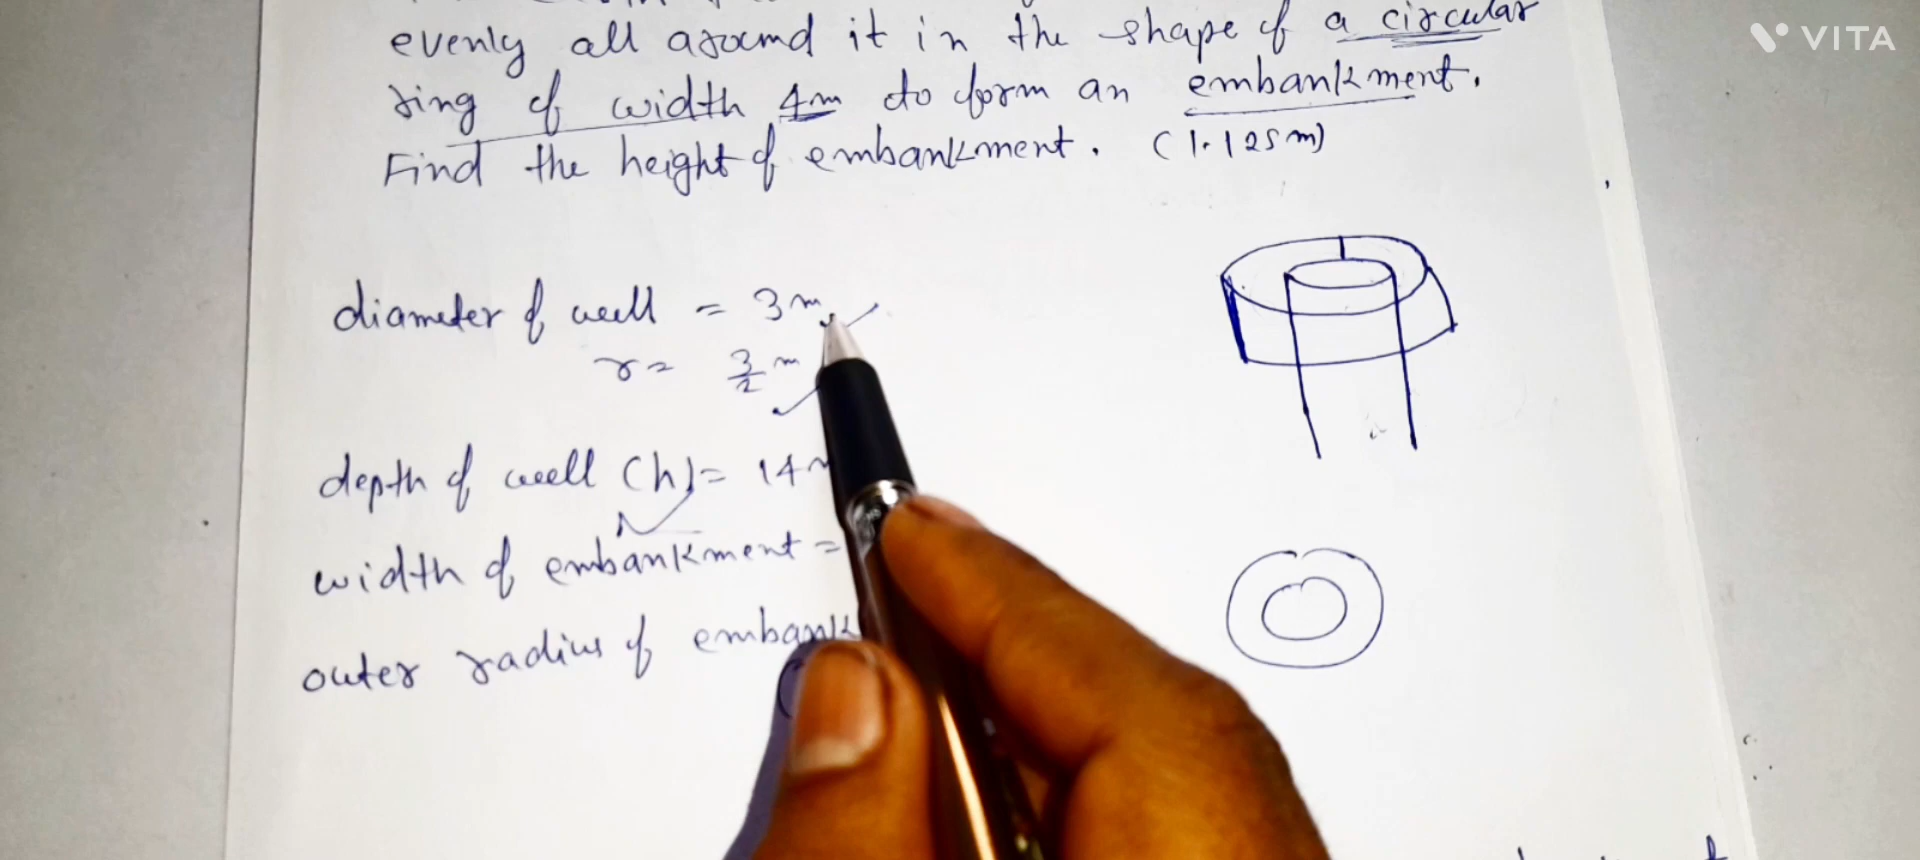 evenly all around it in the shape of a circular
VITA
ring of width 4m to form an embankment.
Find the height of embankment. (1.125m)
diameter of well = 3m
r = 3/2 m
depth of well (h) = 14m
width of embankment =
outer radius of embank